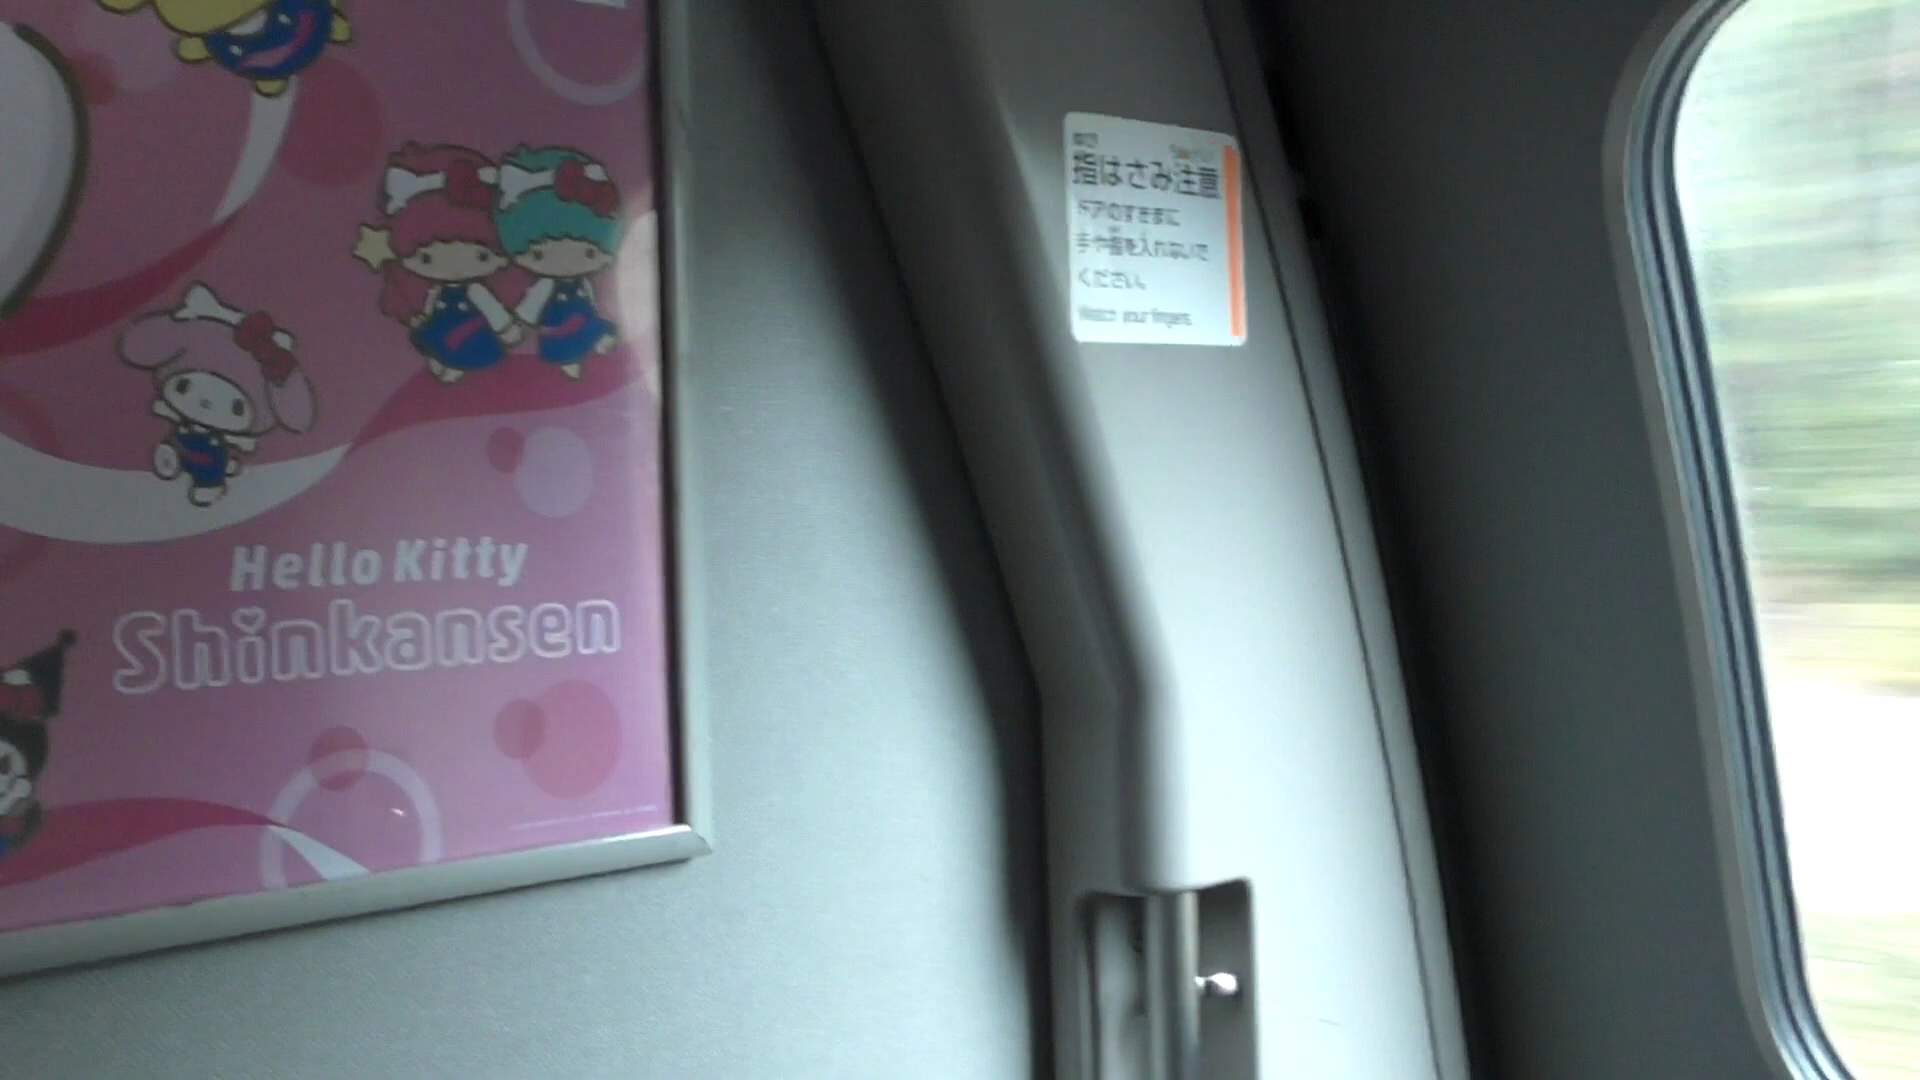 Hello Kitty
Shinkansen
指はさみ注意
ドアのすきまに
手や指を入れないで
ください。
Watch your fingers.